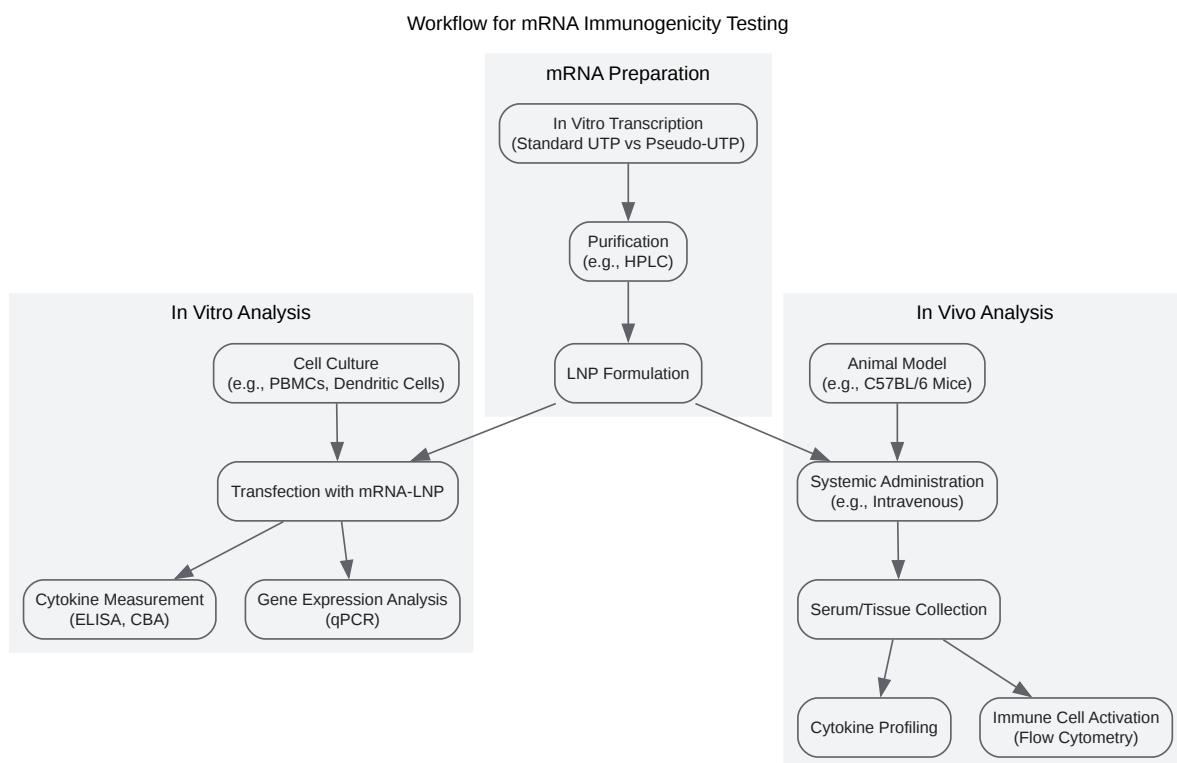 Workflow for mRNA Immunogenicity Testing
mRNA Preparation
In Vitro Transcription
(Standard UTP vs Pseudo-UTP)
Purification
(e.g., HPLC)
LNP Formulation
In Vitro Analysis
Cell Culture
(e.g., PBMCs, Dendritic Cells)
Transfection with mRNA-LNP
Cytokine Measurement
(ELISA, CBA)
Gene Expression Analysis
(qPCR)
In Vivo Analysis
Animal Model
(e.g., C57BL/6 Mice)
Systemic Administration
(e.g., Intravenous)
Serum/Tissue Collection
Cytokine Profiling
Immune Cell Activation
(Flow Cytometry)